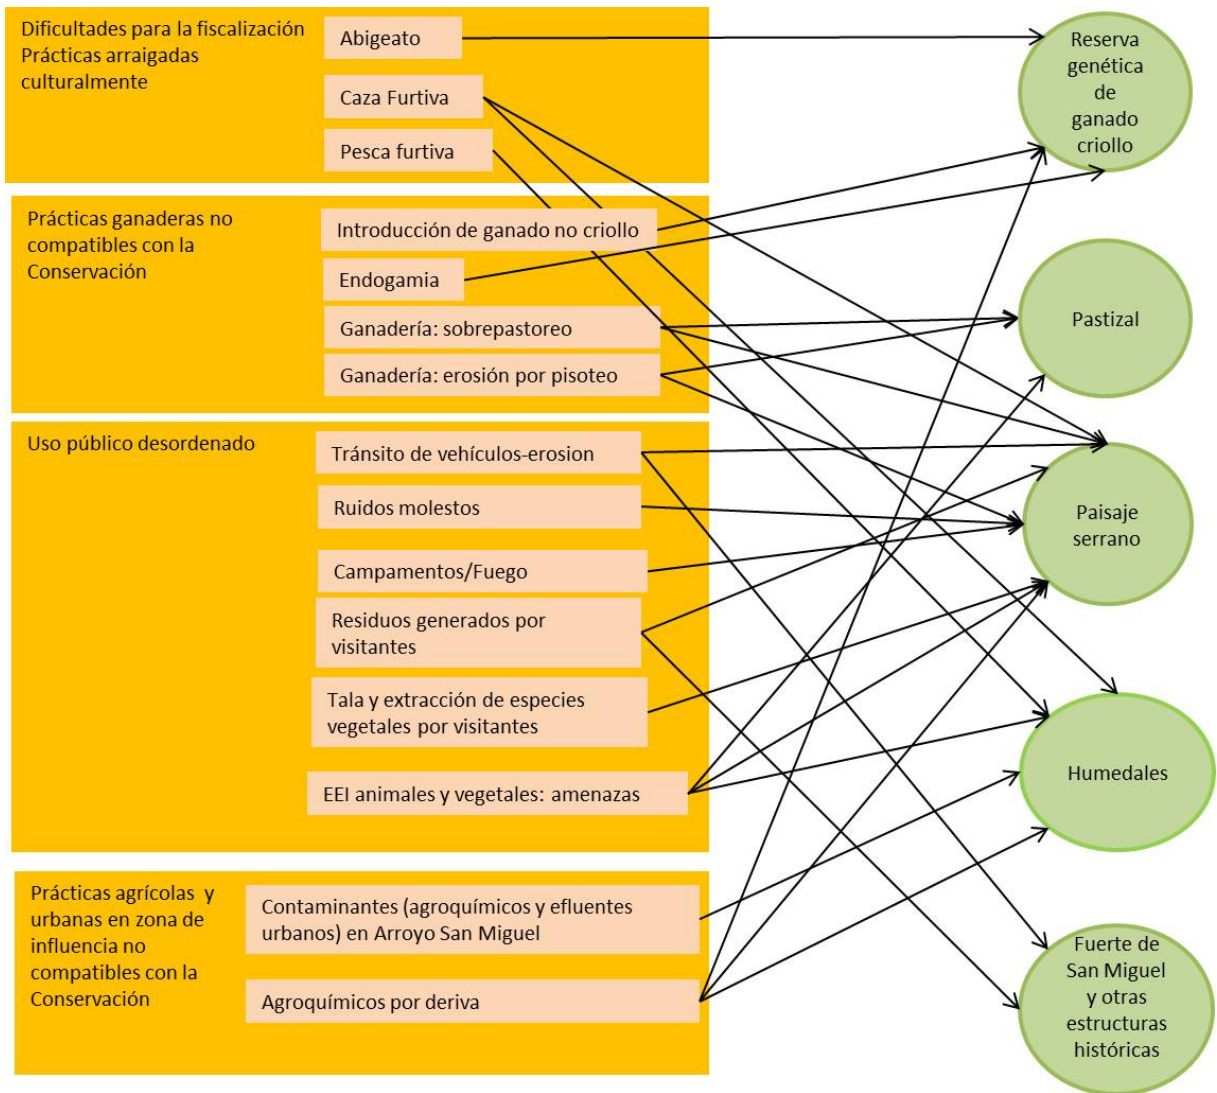 Dificultades para la fiscalización
Prácticas arraigadas
culturalmente
Abigeato
Caza Furtiva
Pesca furtiva
Prácticas ganaderas no
compatibles con la
Conservación
Introducción de ganado no criollo
Endogamia
Ganadería: sobrepastoreo
Ganadería: erosión por pisoteo
Uso público desordenado
Tránsito de vehículos-erosion
Ruidos molestos
Campamentos/Fuego
Residuos generados por
visitantes
Tala y extracción de especies
vegetales por visitantes
EEI animales y vegetales: amenazas
Prácticas agrícolas y
urbanas en zona de
influencia no
compatibles con la
Conservación
Contaminantes (agroquímicos y efluentes
urbanos) en Arroyo San Miguel
Agroquímicos por deriva
Reserva
genética
de
ganado
criollo
Pastizal
Paisaje
serrano
Humedales
Fuerte de
San Miguel
y otras
estructuras
históricas